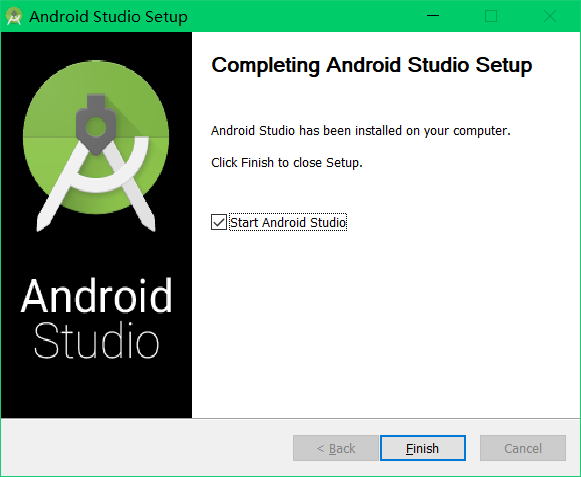 Android Studio Setup
Completing Android Studio Setup
Android Studio has been installed on your computer.
Click Finish to close Setup.
Start Android Studio
Android
Studio
< Back
Finish
Cancel